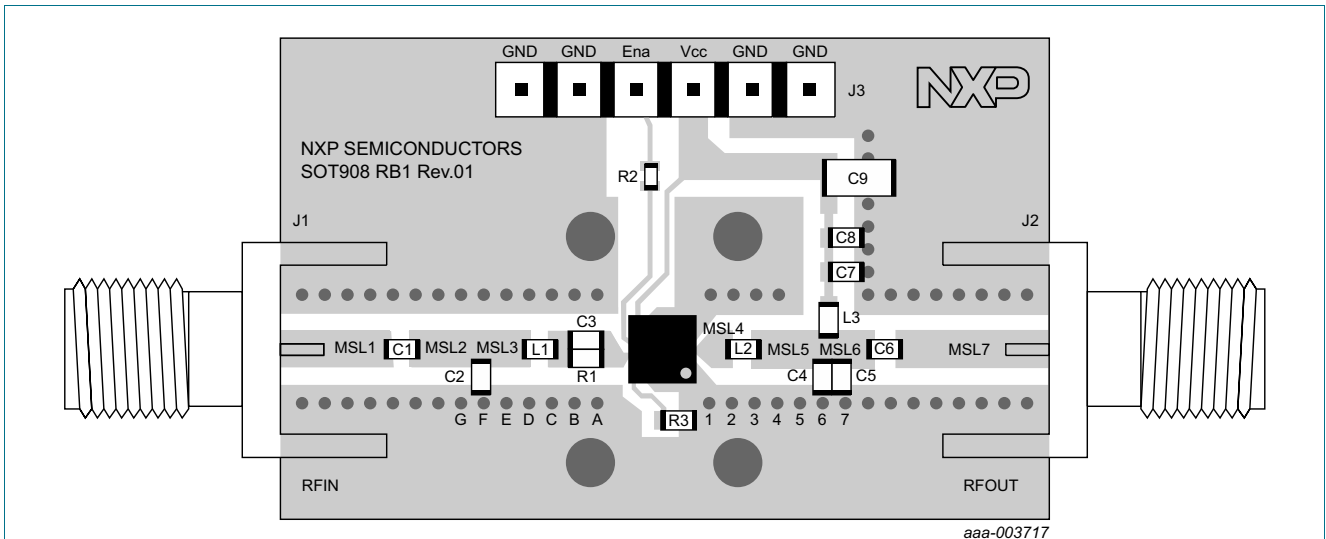 GND GND Ena Vcc GND GND
J3
NXP
NXP SEMICONDUCTORS
SOT908 RB1 Rev.01
R2
C9
J1
J2
C8
C7
L3
C3
MSL4
MSL1 C1 MSL2 MSL3 L1 L2 MSL5 MSL6 C6 MSL7
C2 R1 C4 C5
R3
G F E D C B A 1 2 3 4 5 6 7
RFIN
RFOUT
aaa-003717